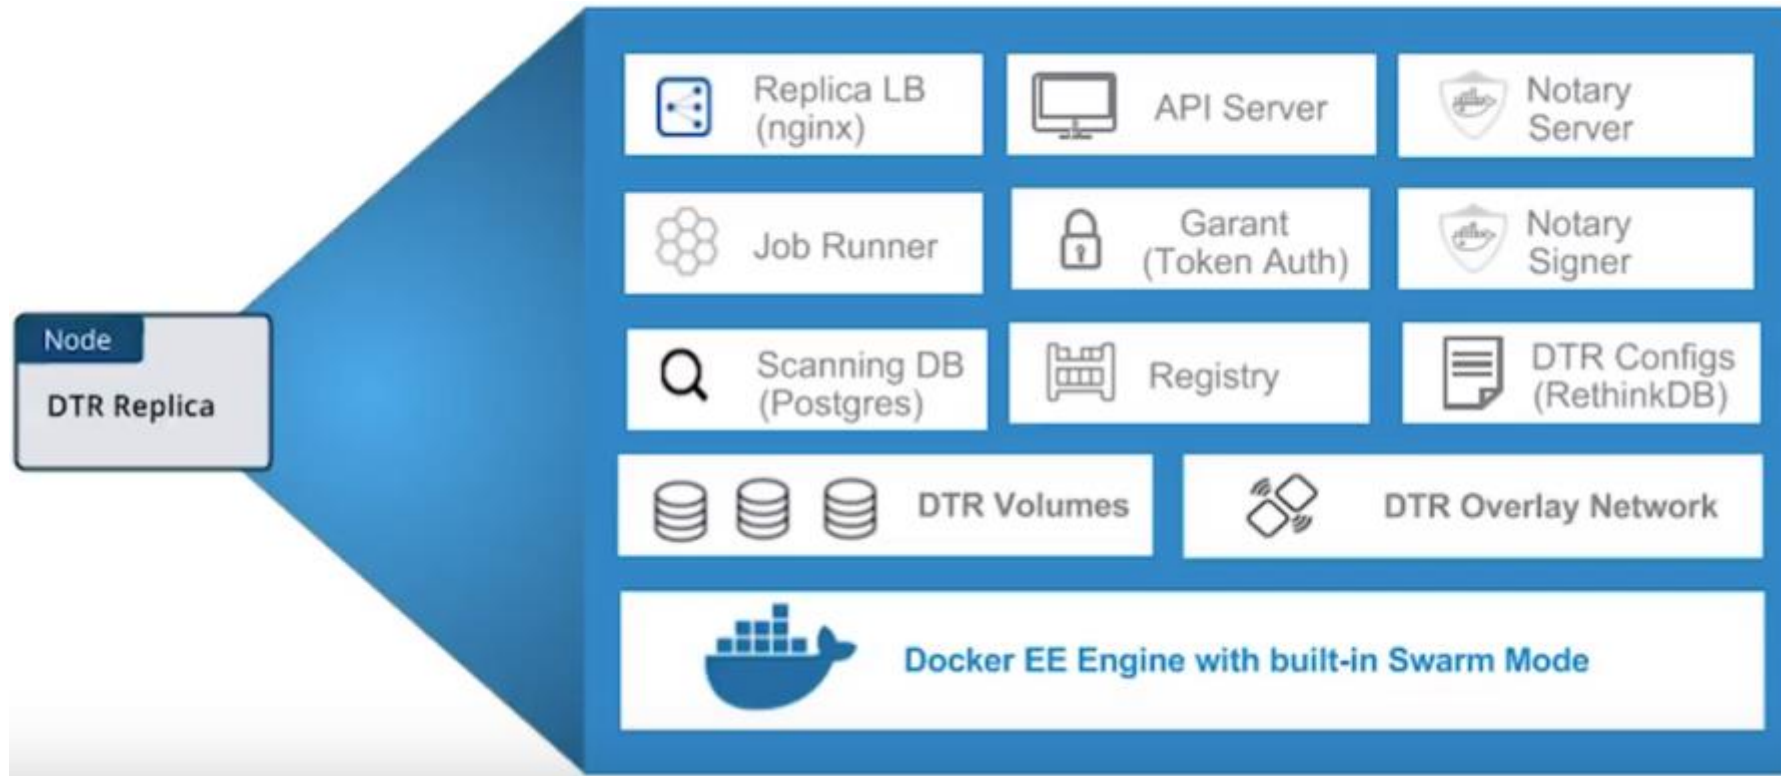 Node
DTR Replica
Replica LB
(nginx)
API Server
Notary
Server
Job Runner
Garant
(Token Auth)
Notary
Signer
Scanning DB
(Postgres)
Registry
DTR Configs
(RethinkDB)
DTR Volumes
DTR Overlay Network
Docker EE Engine with built-in Swarm Mode